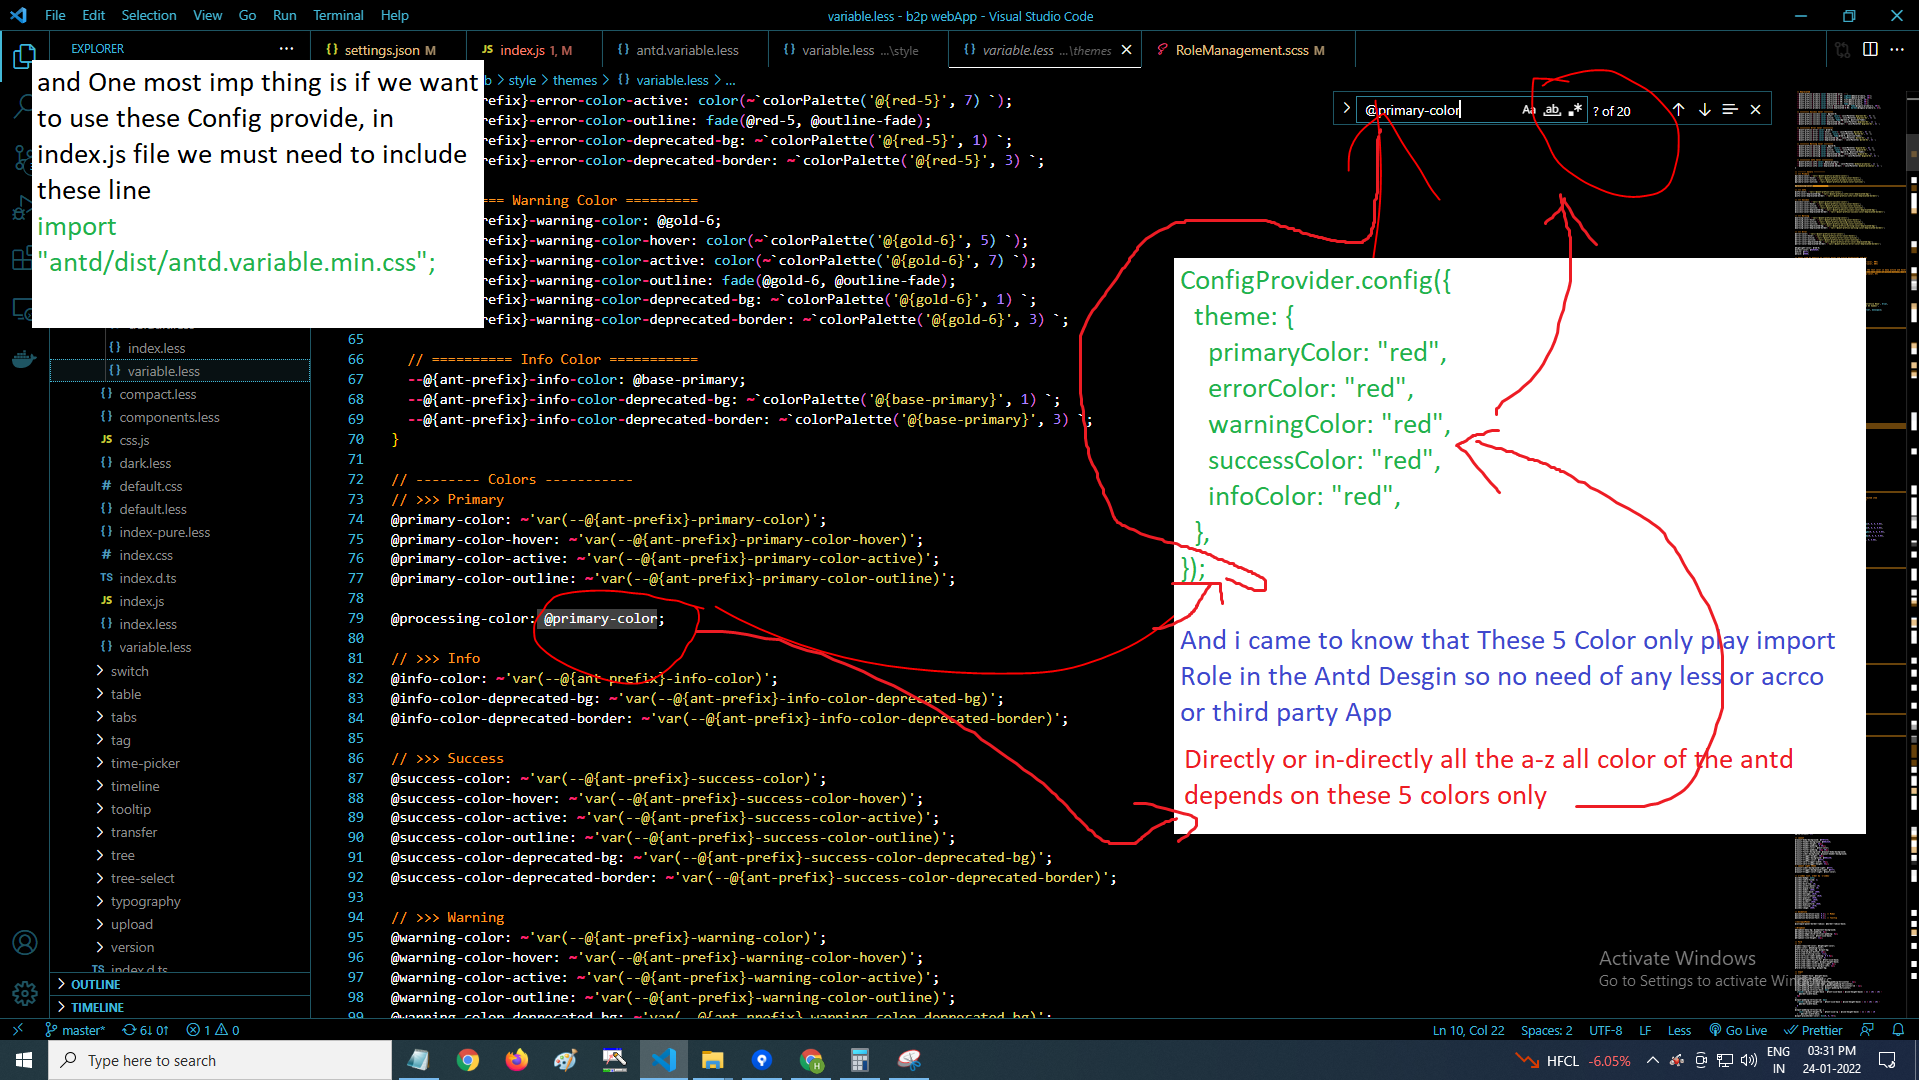 File Edit Selection View Go Run Terminal Help
variable.less - b2p webApp - Visual Studio Code
EXPLORER
settings.json M
JS index.js 1, M
antd.variable.less
variable.less ...\style
variable.less ...\themes
RoleManagement.scss M
b > style > themes > {} variable.less > ...
and One most imp thing is if we want
to use these Config provide, in
index.js file we must need to include
these line
import
"antd/dist/antd.variable.min.css";
@primary-color
? of 20
refix}-error-color-active: color(~`colorPalette('@{red-5}', 7) `);
refix}-error-color-outline: fade(@red-5, @outline-fade);
refix}-error-color-deprecated-bg: ~`colorPalette('@{red-5}', 1) `;
refix}-error-color-deprecated-border: ~`colorPalette('@{red-5}', 3) `;
=== Warning Color =========
refix}-warning-color: @gold-6;
refix}-warning-color-hover: color(~`colorPalette('@{gold-6}', 5) `);
refix}-warning-color-active: color(~`colorPalette('@{gold-6}', 7) `);
refix}-warning-color-outline: fade(@gold-6, @outline-fade);
refix}-warning-color-deprecated-bg: ~`colorPalette('@{gold-6}', 1) `;
refix}-warning-color-deprecated-border: ~`colorPalette('@{gold-6}', 3) `;
65
66 // ========== Info Color ===========
67 --@{ant-prefix}-info-color: @base-primary;
68 --@{ant-prefix}-info-color-deprecated-bg: ~`colorPalette('@{base-primary}', 1) `;
69 --@{ant-prefix}-info-color-deprecated-border: ~`colorPalette('@{base-primary}', 3) `;
70 }
71
72 // -------- Colors -----------
73 // >>> Primary
74 @primary-color: ~'var(--@{ant-prefix}-primary-color)';
75 @primary-color-hover: ~'var(--@{ant-prefix}-primary-color-hover)';
76 @primary-color-active: ~'var(--@{ant-prefix}-primary-color-active)';
77 @primary-color-outline: ~'var(--@{ant-prefix}-primary-color-outline)';
78
79 @processing-color: @primary-color;
80
81 // >>> Info
82 @info-color: ~'var(--@{ant-prefix}-info-color)';
83 @info-color-deprecated-bg: ~'var(--@{ant-prefix}-info-color-deprecated-bg)';
84 @info-color-deprecated-border: ~'var(--@{ant-prefix}-info-color-deprecated-border)';
85
86 // >>> Success
87 @success-color: ~'var(--@{ant-prefix}-success-color)';
88 @success-color-hover: ~'var(--@{ant-prefix}-success-color-hover)';
89 @success-color-active: ~'var(--@{ant-prefix}-success-color-active)';
90 @success-color-outline: ~'var(--@{ant-prefix}-success-color-outline)';
91 @success-color-deprecated-bg: ~'var(--@{ant-prefix}-success-color-deprecated-bg)';
92 @success-color-deprecated-border: ~'var(--@{ant-prefix}-success-color-deprecated-border)';
93
94 // >>> Warning
95 @warning-color: ~'var(--@{ant-prefix}-warning-color)';
96 @warning-color-hover: ~'var(--@{ant-prefix}-warning-color-hover)';
97 @warning-color-active: ~'var(--@{ant-prefix}-warning-color-active)';
98 @warning-color-outline: ~'var(--@{ant-prefix}-warning-color-outline)';
99 @warning-color-deprecated-bg: ~'var(--@{ant-prefix}-warning-color-deprecated-bg)';
index.less
variable.less
compact.less
components.less
JS css.js
dark.less
# default.css
default.less
index-pure.less
# index.css
TS index.d.ts
JS index.js
index.less
variable.less
switch
table
tabs
tag
time-picker
timeline
tooltip
transfer
tree
tree-select
typography
upload
version
TS index.d.ts
OUTLINE
TIMELINE
ConfigProvider.config({
theme: {
primaryColor: "red",
errorColor: "red",
warningColor: "red",
successColor: "red",
infoColor: "red",
},
});
And i came to know that These 5 Color only play import
Role in the Antd Desgin so no need of any less or acrco
or third party App
Directly or in-directly all the a-z all color of the antd
depends on these 5 colors only
Activate Windows
Go to Settings to activate Windows.
master* 6↓ 0↑ 1 0
Ln 10, Col 22 Spaces: 2 UTF-8 LF Less Go Live Prettier
Type here to search
HFCL -6.05%
ENG
IN
03:31 PM
24-01-2022